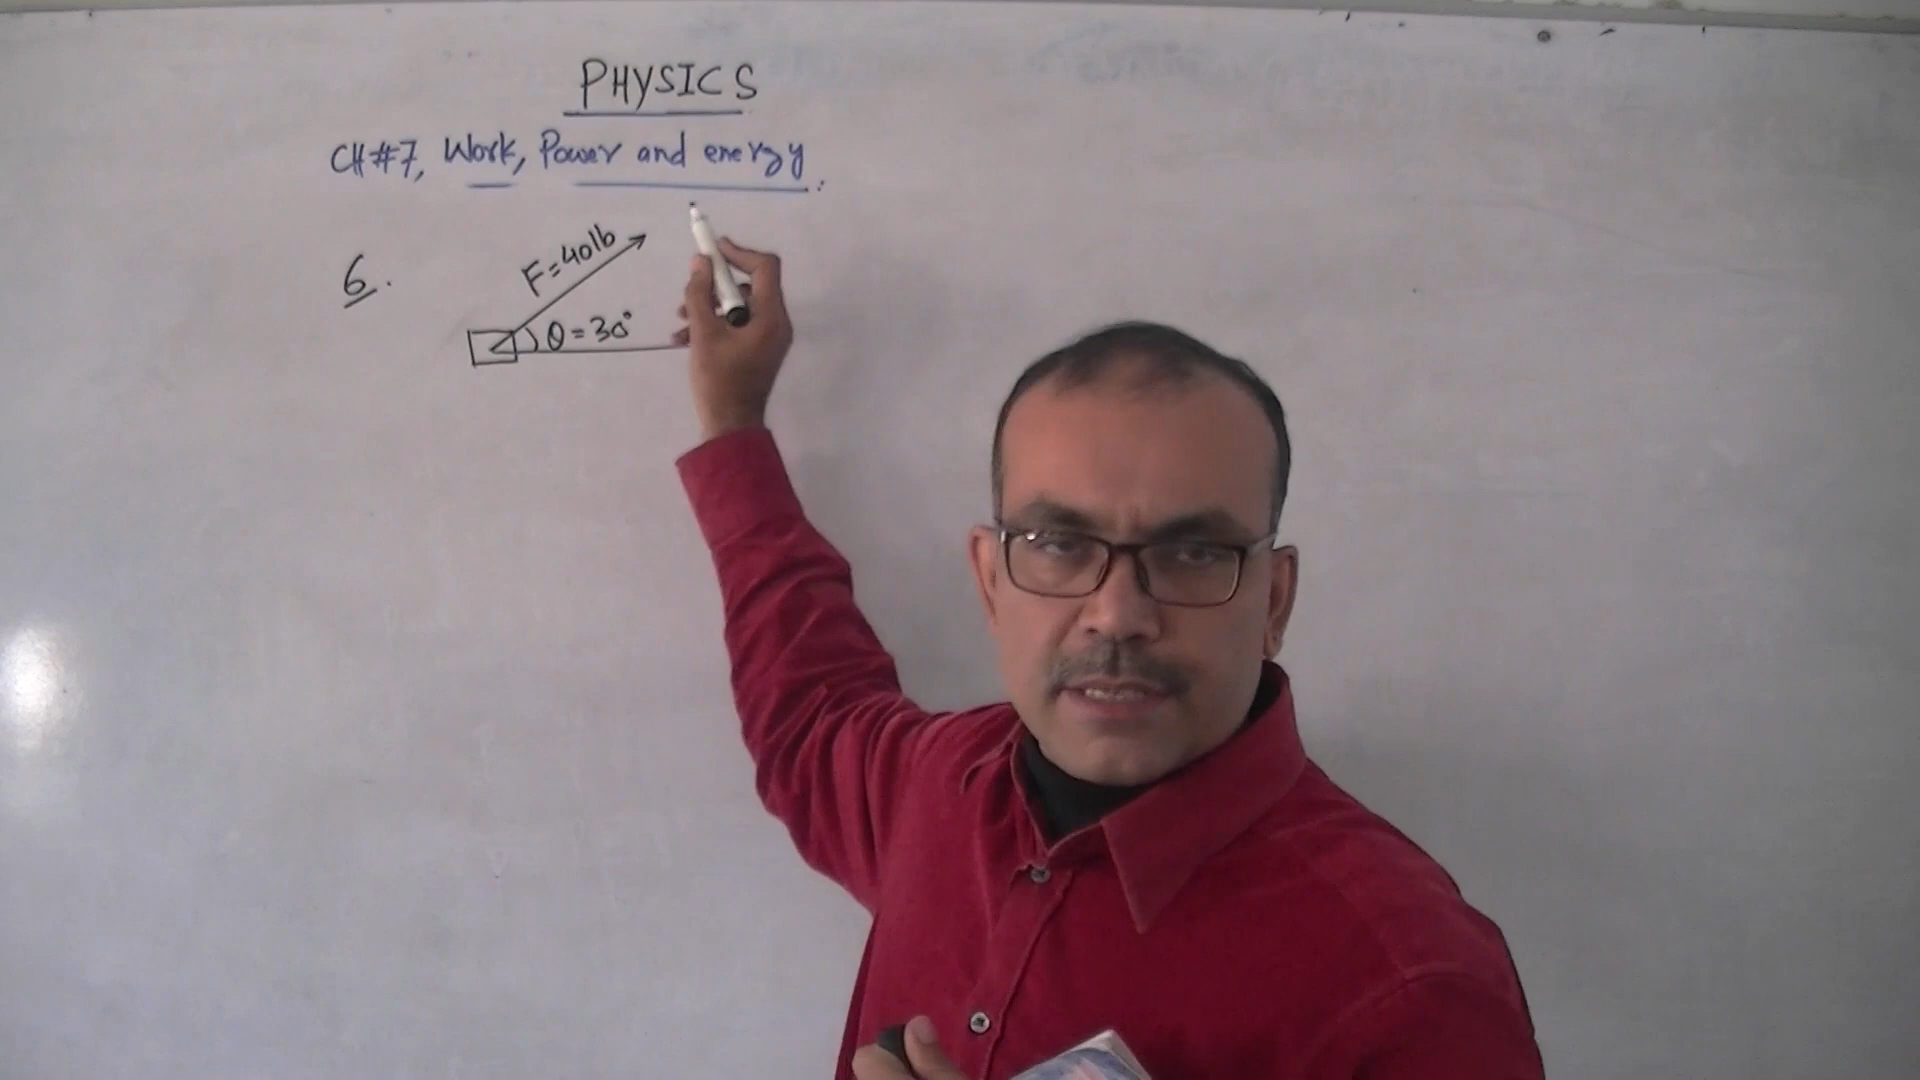 PHYSICS
CH#7, Work, Power and energy.
6.
F=40lb
θ=30°